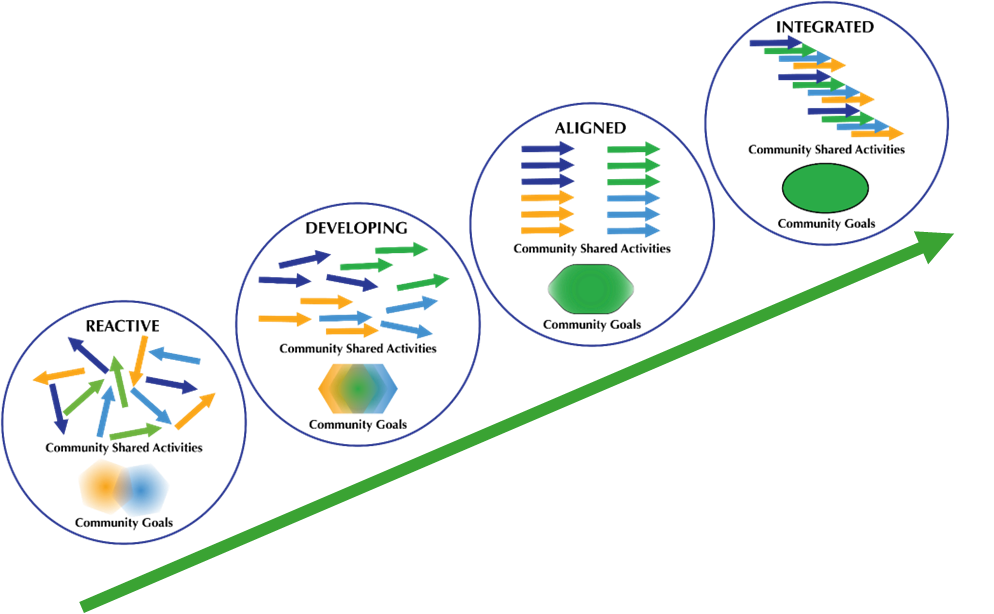 REACTIVE
Community Shared Activities
Community Goals
DEVELOPING
Community Shared Activities
Community Goals
ALIGNED
Community Shared Activities
Community Goals
INTEGRATED
Community Shared Activities
Community Goals